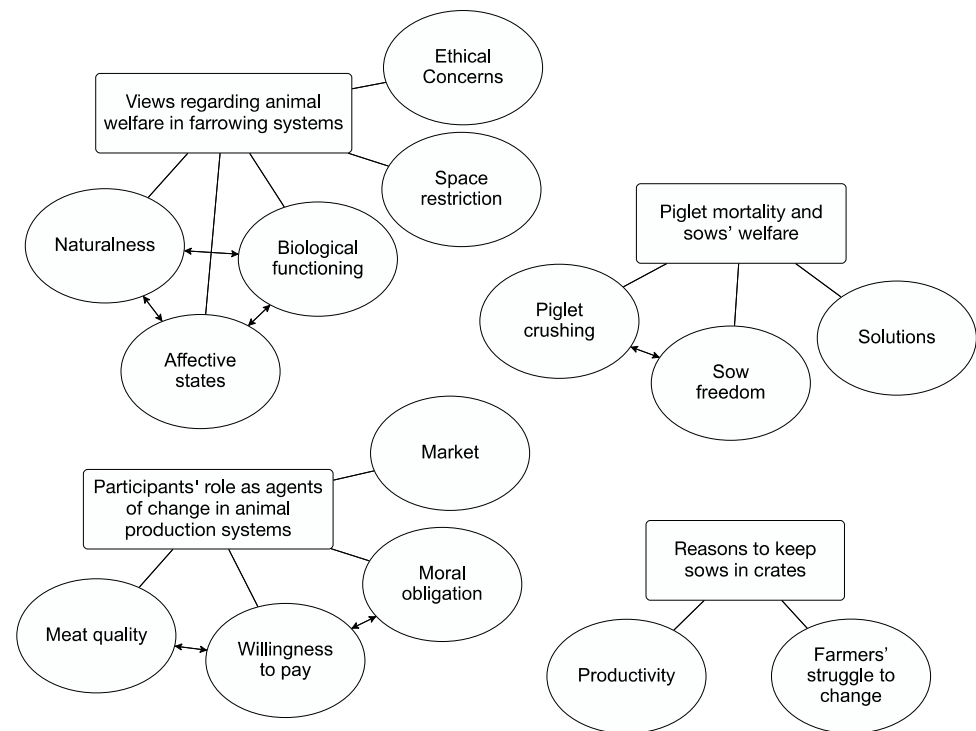 Ethical
Concerns
Views regarding animal
welfare in farrowing systems
Space
restriction
Naturalness
Biological
functioning
Affective
states
Piglet mortality and
sows' welfare
Piglet
crushing
Sow
freedom
Solutions
Market
Participants' role as agents
of change in animal
production systems
Moral
obligation
Meat quality
Willingness
to pay
Reasons to keep
sows in crates
Productivity
Farmers'
struggle to
change